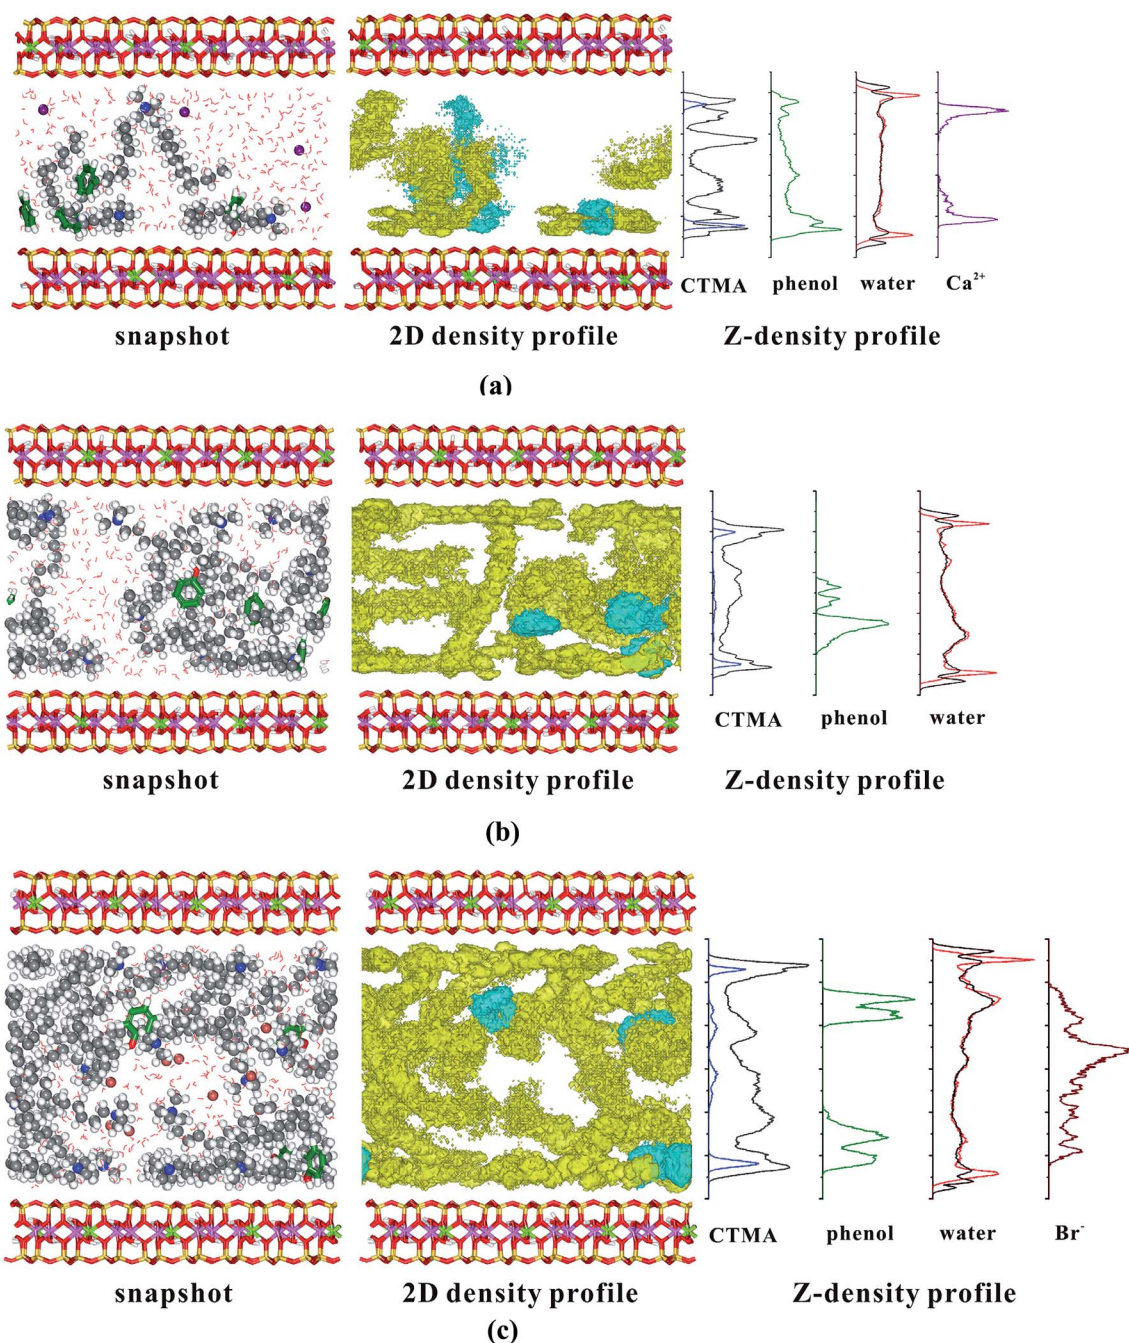 CTMA phenol water Ca²⁺
snapshot 2D density profile Z-density profile
(a)
CTMA phenol water
snapshot 2D density profile Z-density profile
(b)
CTMA phenol water Br⁻
snapshot 2D density profile Z-density profile
(c)